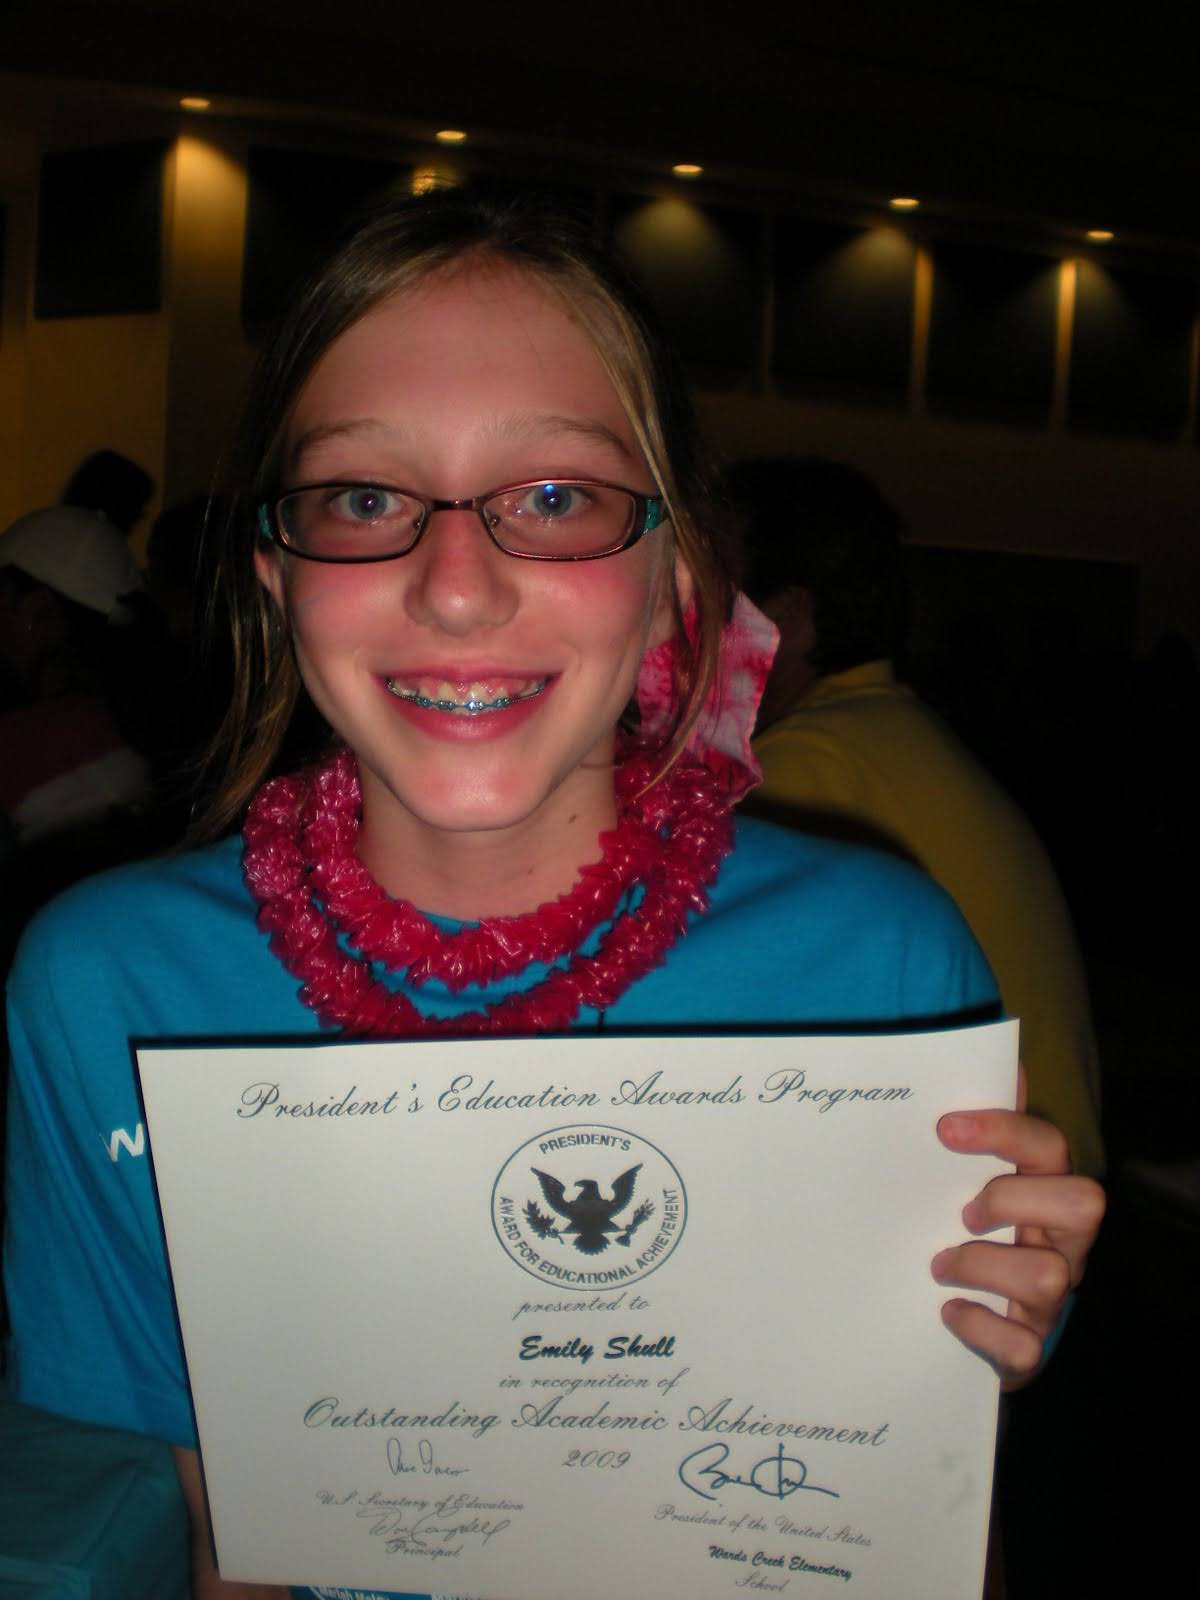 W
President's Education Awards Program
PRESIDENT'S
AWARD FOR EDUCATIONAL ACHIEVEMENT
presented to
Emily Shull
in recognition of
Outstanding Academic Achievement
2009
U.S. Secretary of Education
President of the United States
Principal
Wards Creek Elementary
School